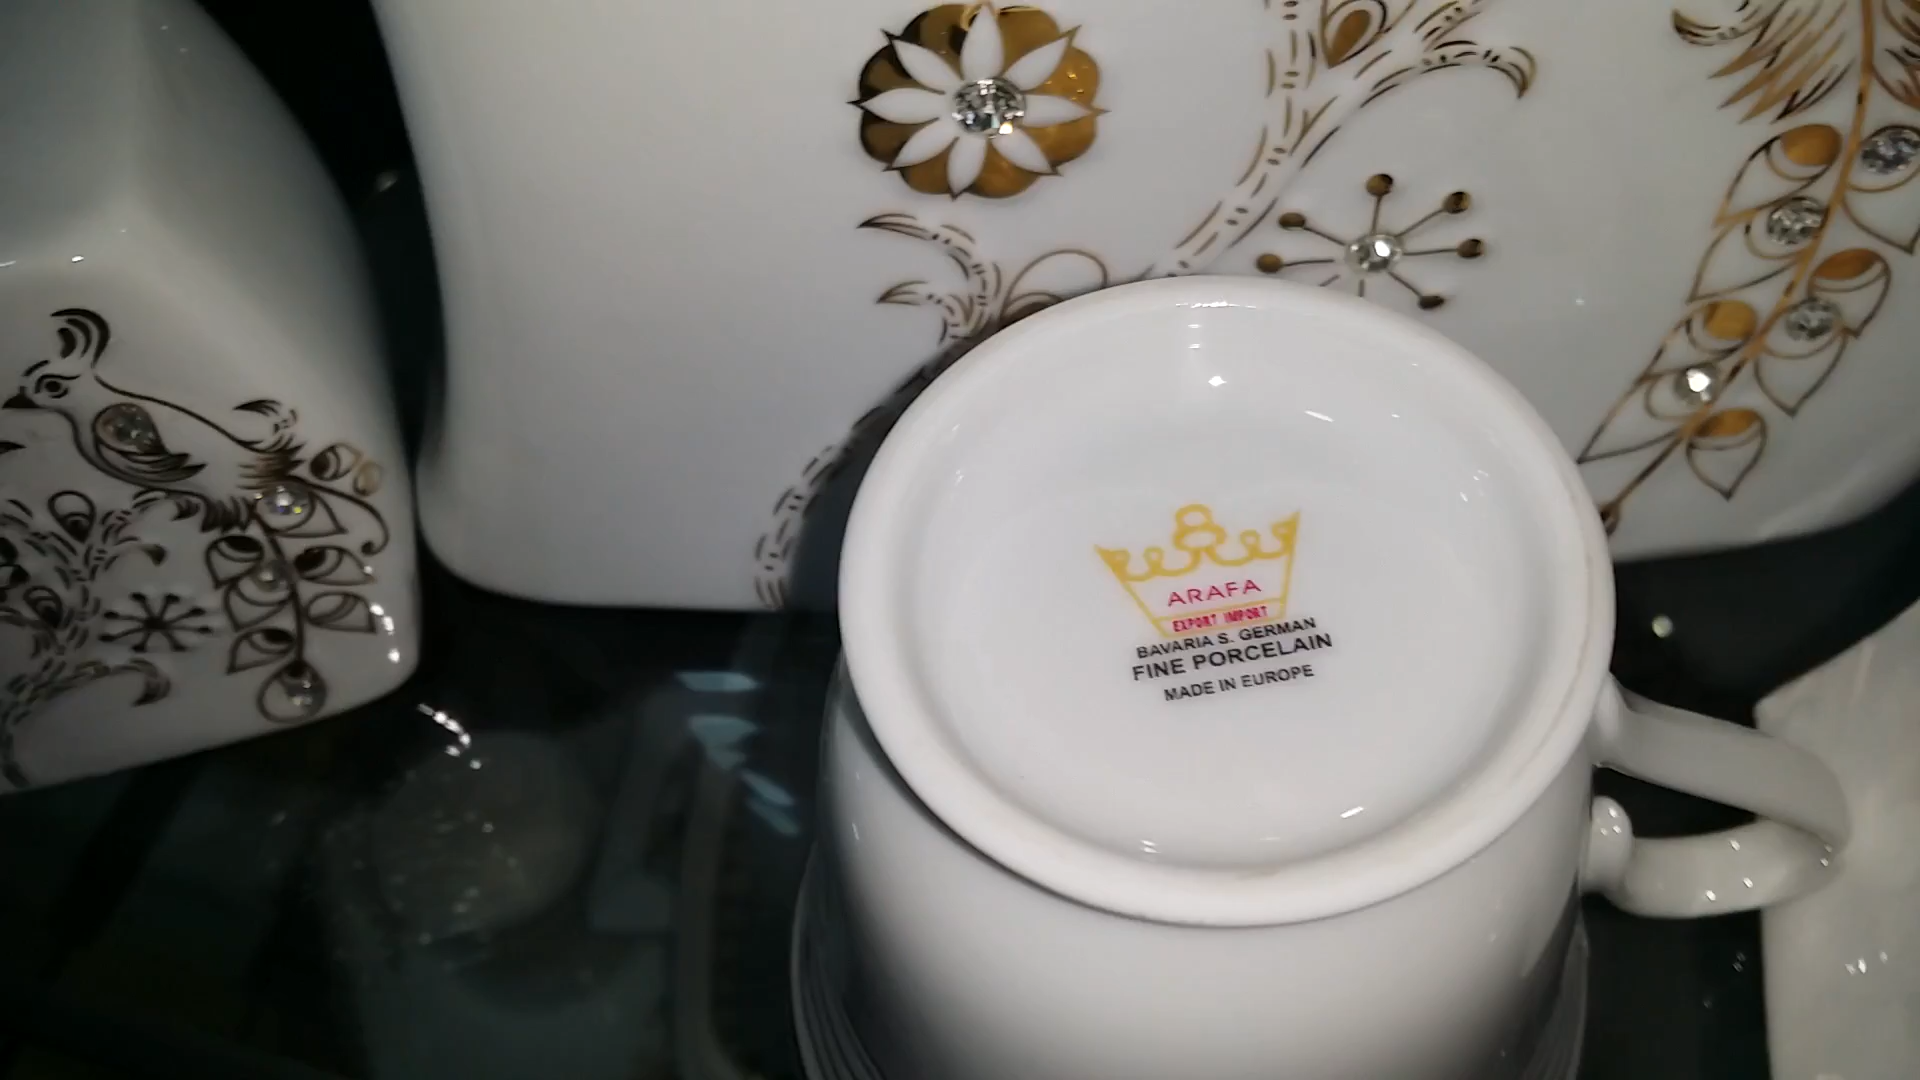 ARAFA
EXPORT IMPORT
BAVARIA S. GERMAN
FINE PORCELAIN
MADE IN EUROPE